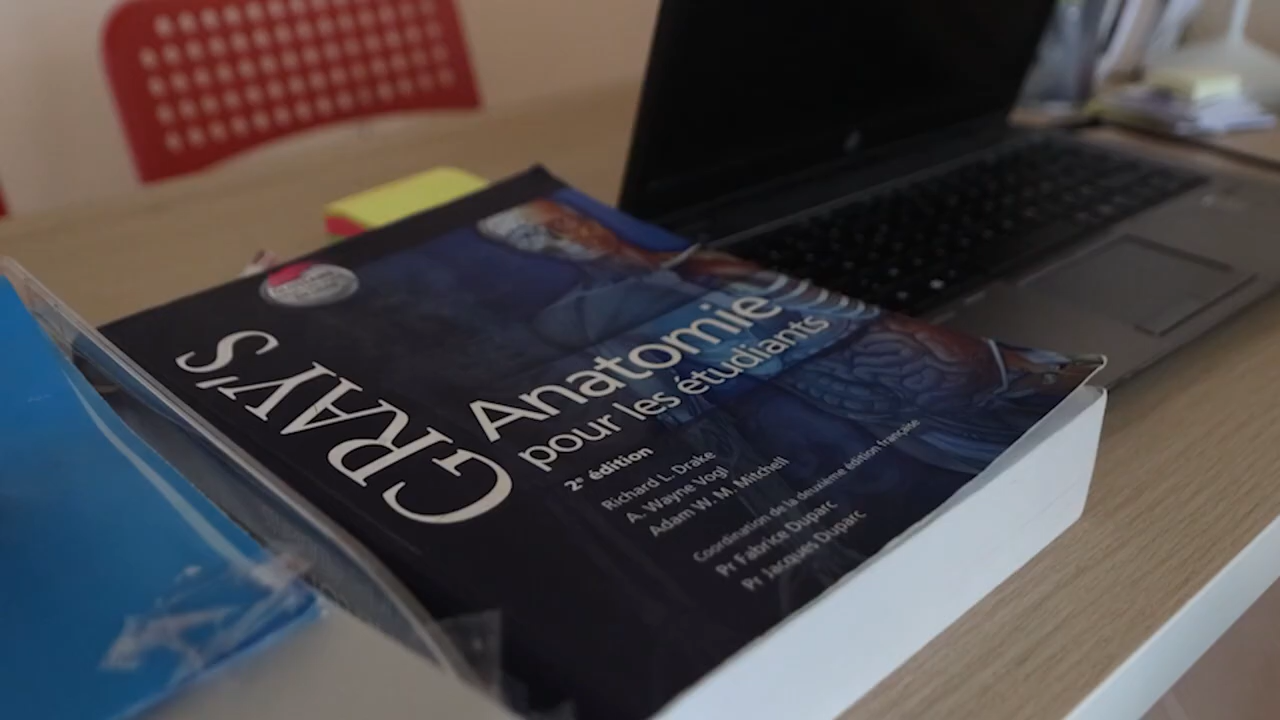 GRAY'S
Anatomie
pour les étudiants
2e édition
Richard L. Drake
A. Wayne Vogl
Adam W. M. Mitchell
Coordination de la deuxième édition française
Pr Fabrice Duparc
Pr Jacques Duparc